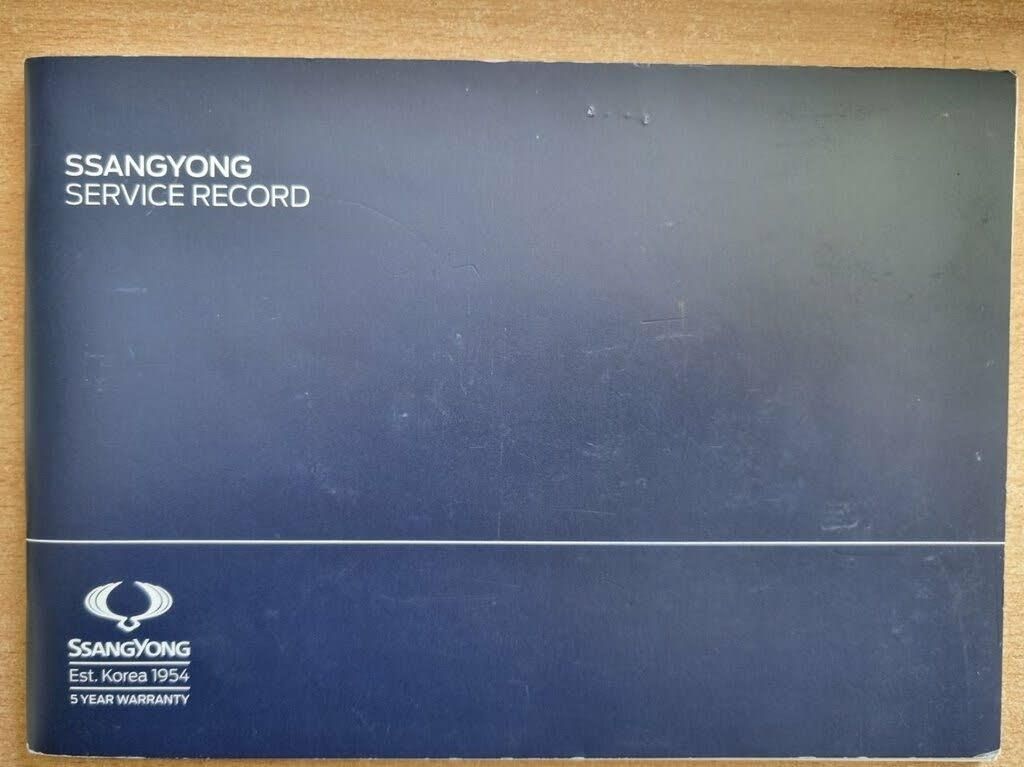 SSANGYONG
SERVICE RECORD
SSANGYONG
Est. Korea 1954
5 YEAR WARRANTY